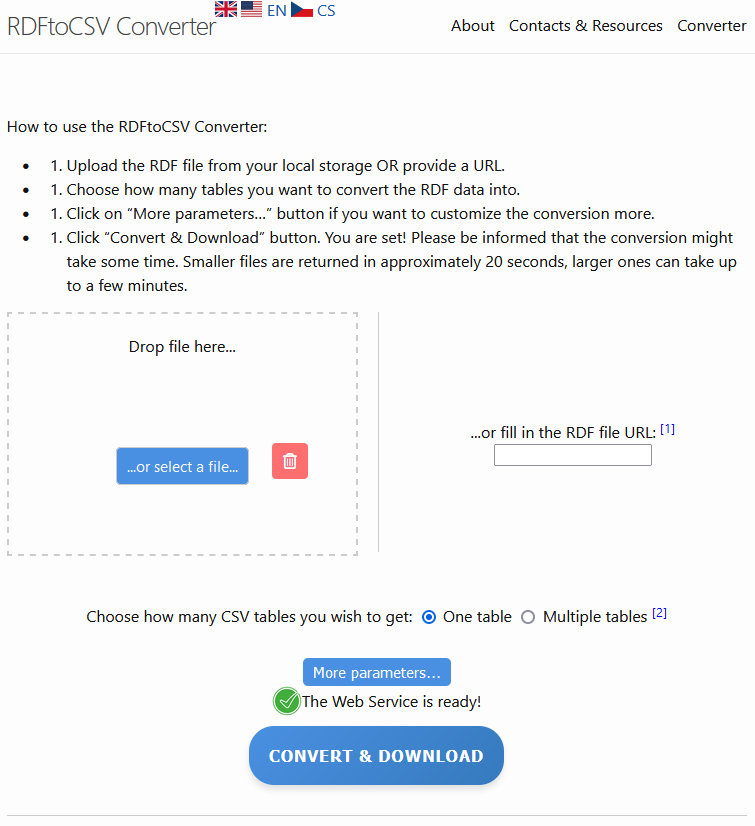 RDFtoCSV Converter
EN CS
About Contacts & Resources Converter
How to use the RDFtoCSV Converter:
• 1. Upload the RDF file from your local storage OR provide a URL.
• 1. Choose how many tables you want to convert the RDF data into.
• 1. Click on “More parameters...” button if you want to customize the conversion more.
• 1. Click “Convert & Download” button. You are set! Please be informed that the conversion might
take some time. Smaller files are returned in approximately 20 seconds, larger ones can take up
to a few minutes.
Drop file here...
...or select a file...
...or fill in the RDF file URL: [1]
Choose how many CSV tables you wish to get: One table Multiple tables [2]
More parameters...
The Web Service is ready!
CONVERT & DOWNLOAD